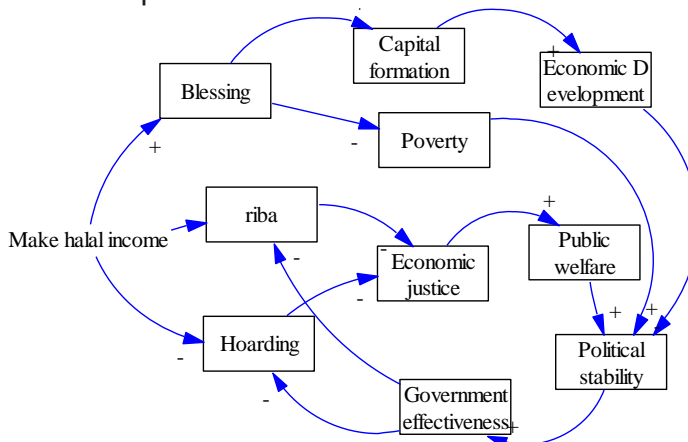 Capital
formation
+
Economic D
evelopment
Blessing
+
-
Poverty
riba
+
Make halal income
-
-
Economic
justice
Public
welfare
-
+
+
Hoarding
-
Political
stability
-
Government
effectiveness
+